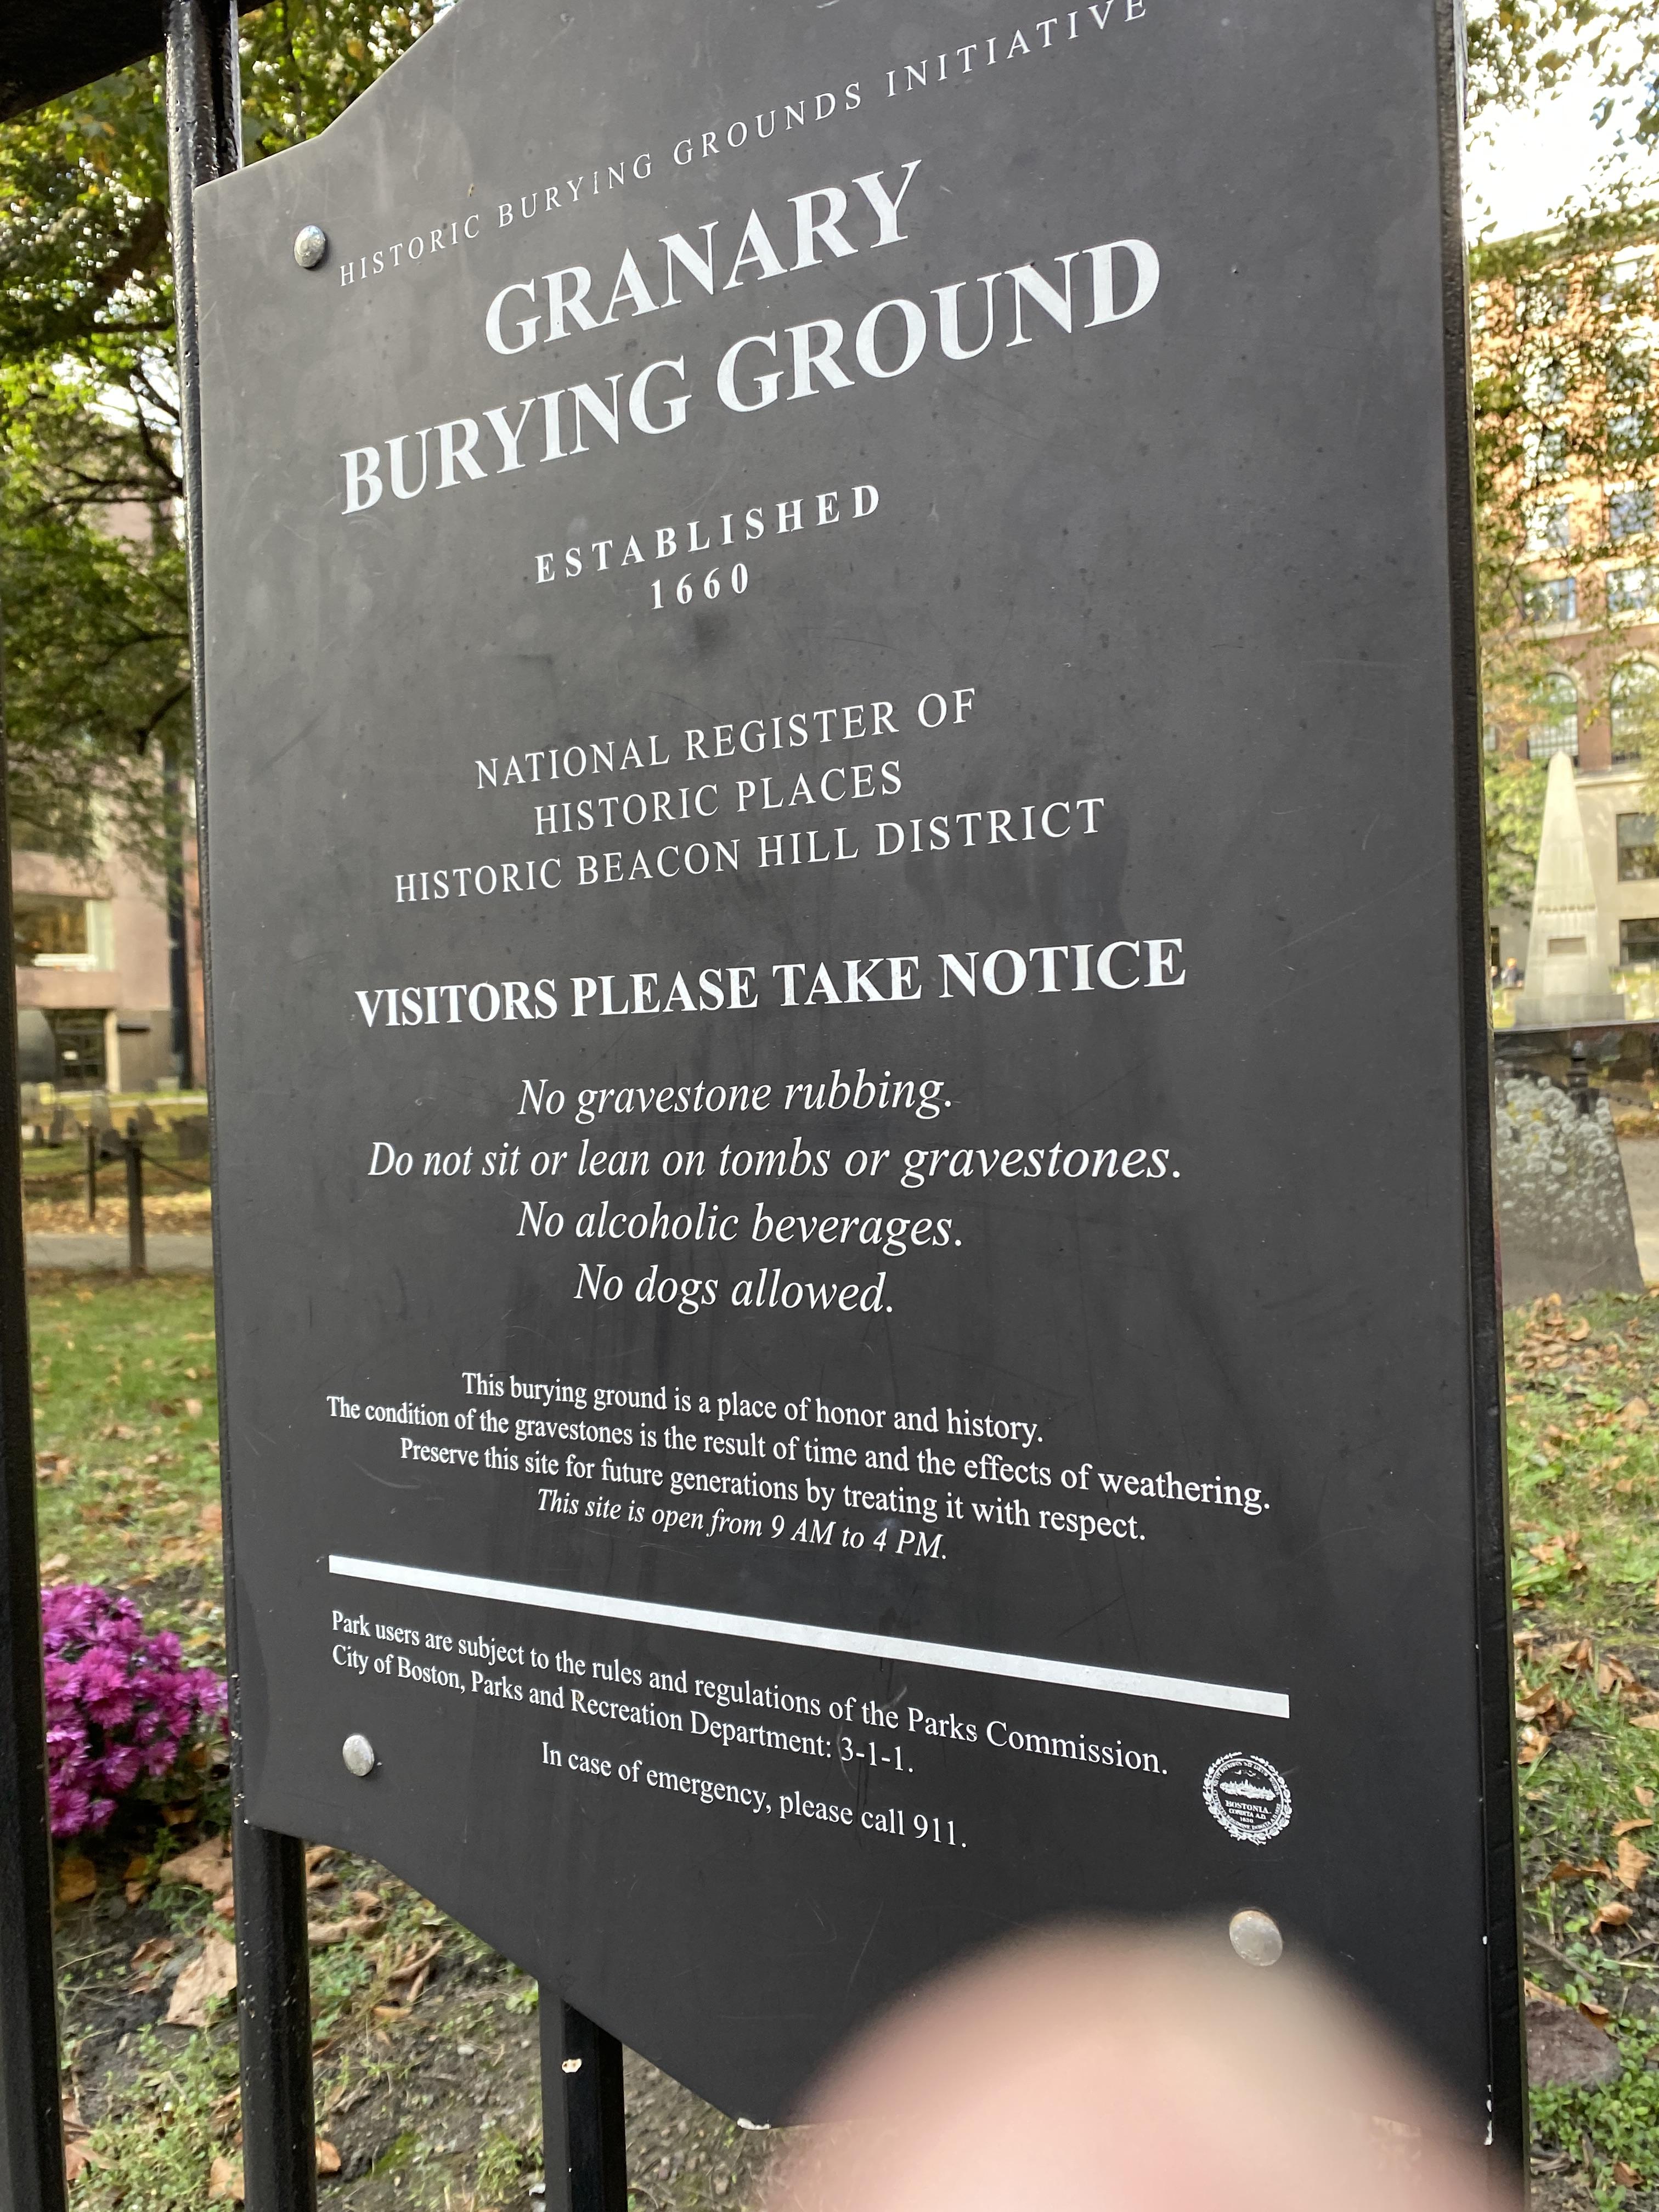 HISTORIC BURYING GROUNDS INITIATIVE
GRANARY
BURYING GROUND
ESTABLISHED
1660
NATIONAL REGISTER OF
HISTORIC PLACES
HISTORIC BEACON HILL DISTRICT
VISITORS PLEASE TAKE NOTICE
No gravestone rubbing.
Do not sit or lean on tombs or gravestones.
No alcoholic beverages.
No dogs allowed.
This burying ground is a place of honor and history.
The condition of the gravestones is the result of time and the effects of weathering.
Preserve this site for future generations by treating it with respect.
This site is open from 9 AM to 4 PM.
Park users are subject to the rules and regulations of the Parks Commission.
City of Boston, Parks and Recreation Department: 3-1-1.
In case of emergency, please call 911.
BOSTONIA.
CONDITA A.D.
FRANKLIN